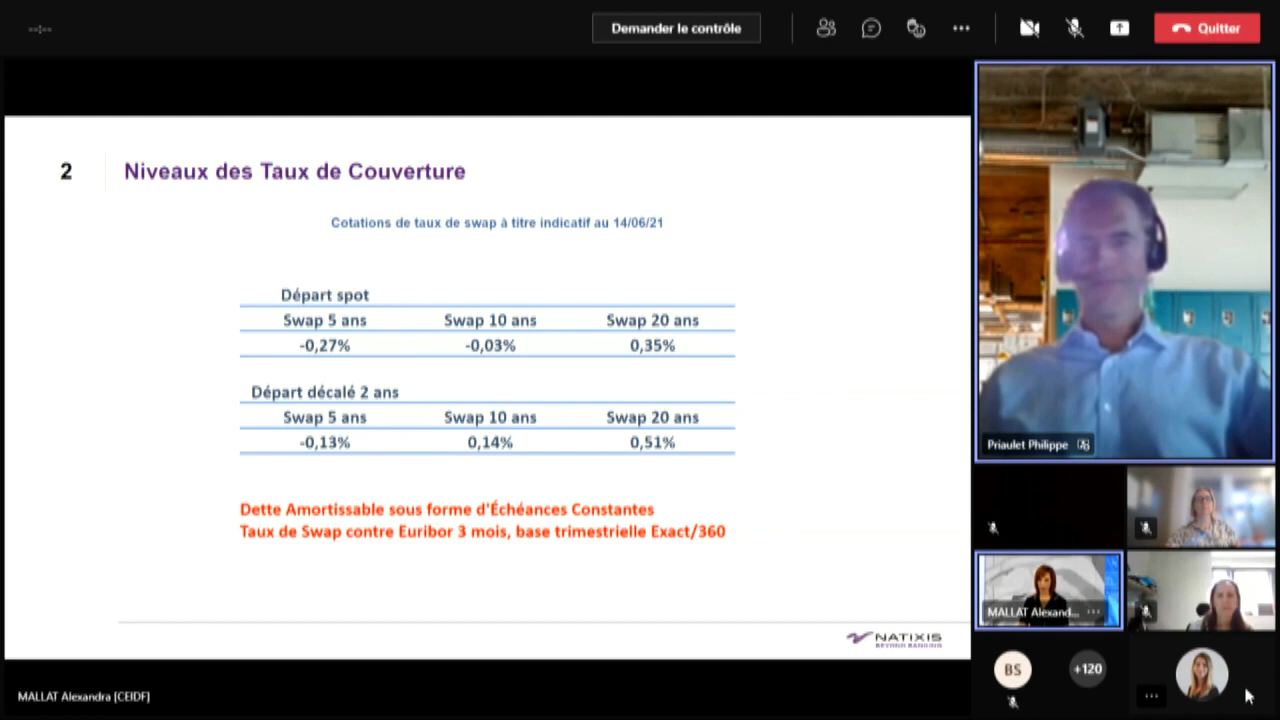 Demander le contrôle
Quitter
2
Niveaux des Taux de Couverture
Cotations de taux de swap à titre indicatif au 14/06/21
Départ spot
Swap 5 ans Swap 10 ans Swap 20 ans
-0,27% -0,03% 0,35%
Départ décalé 2 ans
Swap 5 ans Swap 10 ans Swap 20 ans
-0,13% 0,14% 0,51%
Dette Amortissable sous forme d'Échéances Constantes
Taux de Swap contre Euribor 3 mois, base trimestrielle Exact/360
NATIXIS
BEYOND BANKING
MALLAT Alexandra [CEIDF]
Priaulet Philippe
MALLAT Alexand...
BS
+120